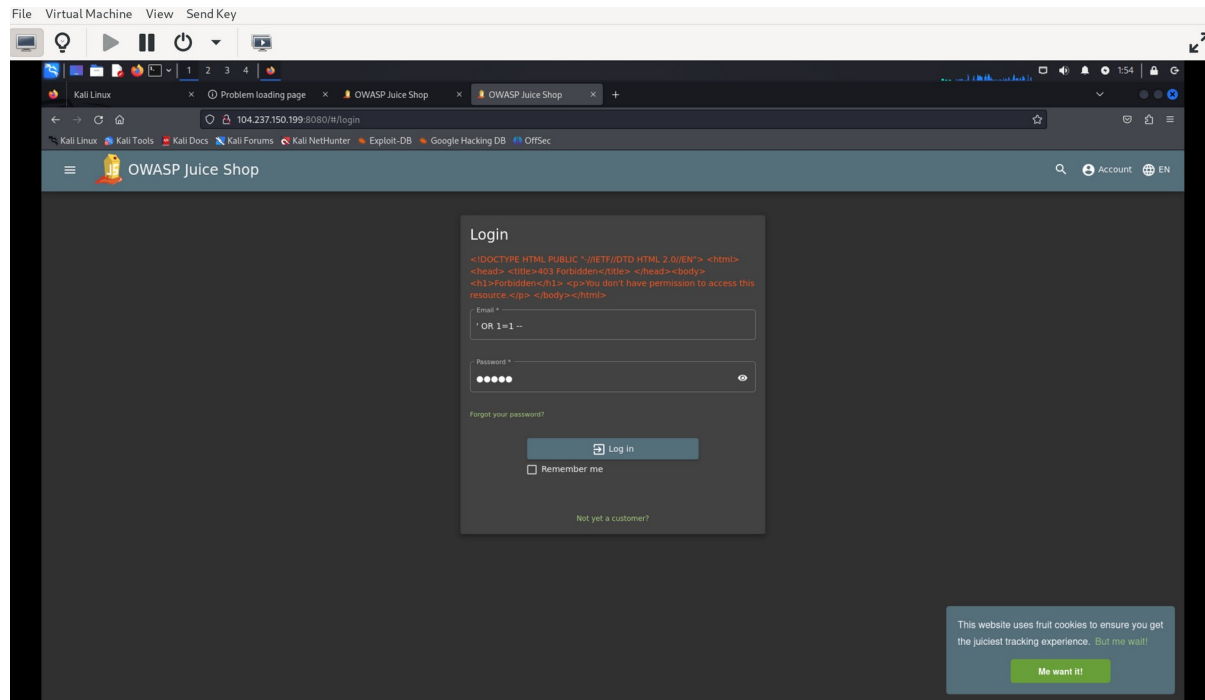 File Virtual Machine View Send Key
1 2 3 4 1:54
Kali Linux Problem loading page OWASP Juice Shop OWASP Juice Shop
104.237.150.199:8080/#/login
Kali Linux Kali Tools Kali Docs Kali Forums Kali NetHunter Exploit-DB Google Hacking DB OffSec
OWASP Juice Shop Account EN
Login
<!DOCTYPE HTML PUBLIC "-//IETF//DTD HTML 2.0//EN"> <html>
<head> <title>403 Forbidden</title> </head><body>
<h1>Forbidden</h1> <p>You don't have permission to access this
resource.</p> </body></html>
Email *
' OR 1=1 --
Password *
Forgot your password?
Log in
Remember me
Not yet a customer?
This website uses fruit cookies to ensure you get
the juiciest tracking experience. But me wait!
Me want it!